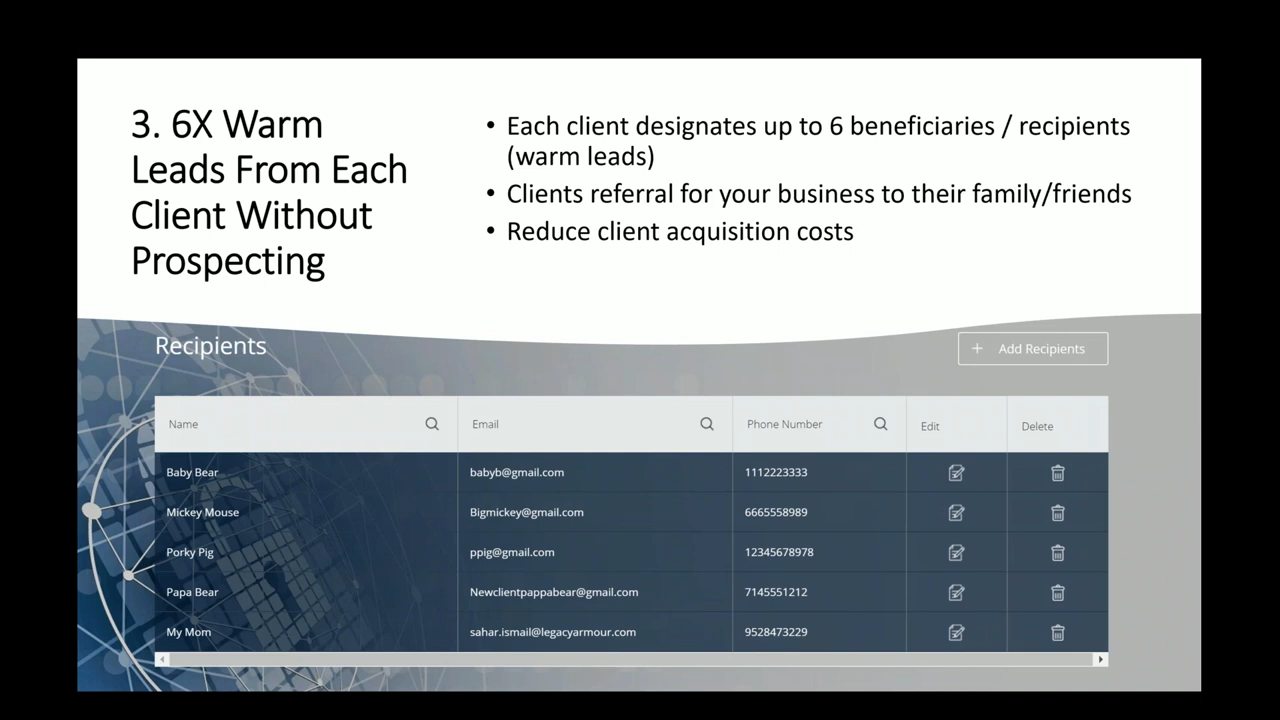 3. 6X Warm
Leads From Each
Client Without
Prospecting
• Each client designates up to 6 beneficiaries / recipients
(warm leads)
• Clients referral for your business to their family/friends
• Reduce client acquisition costs
Recipients
+ Add Recipients
Name Email Phone Number Edit Delete
Baby Bear babyb@gmail.com 1112223333
Mickey Mouse Bigmickey@gmail.com 6665558989
Porky Pig ppig@gmail.com 12345678978
Papa Bear Newclientpappabear@gmail.com 7145551212
My Mom sahar.ismail@legacyarmour.com 9528473229